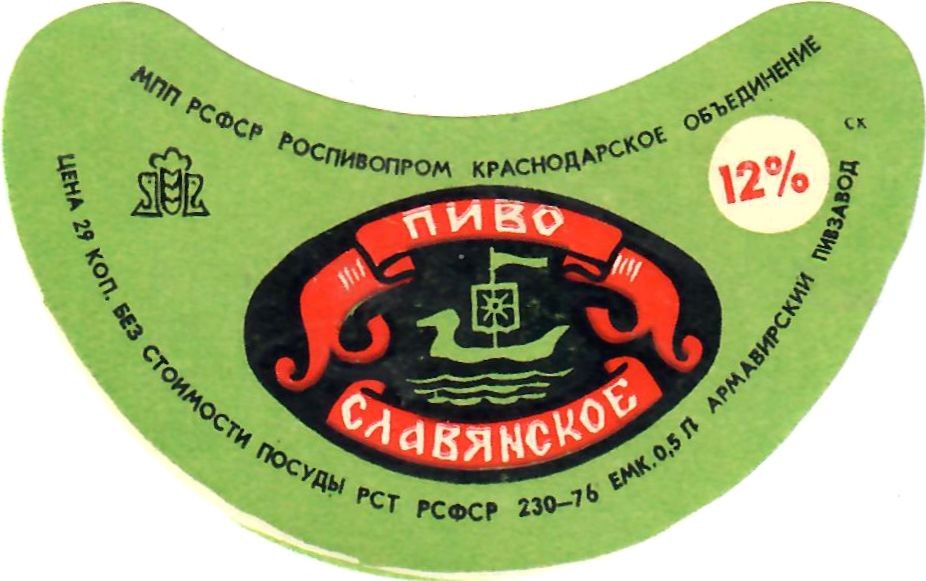 МПП РСФСР РОСПИВОПРОМ КРАСНОДАРСКОЕ ОБЪЕДИНЕНИЕ
СК
12%
ПИВО
СЛАВЯНСКОЕ
ЦЕНА 29 КОП. БЕЗ СТОИМОСТИ ПОСУДЫ РСТ РСФСР 230—76 ЕМК. 0,5 Л АРМАВИРСКИЙ ПИВЗАВОД